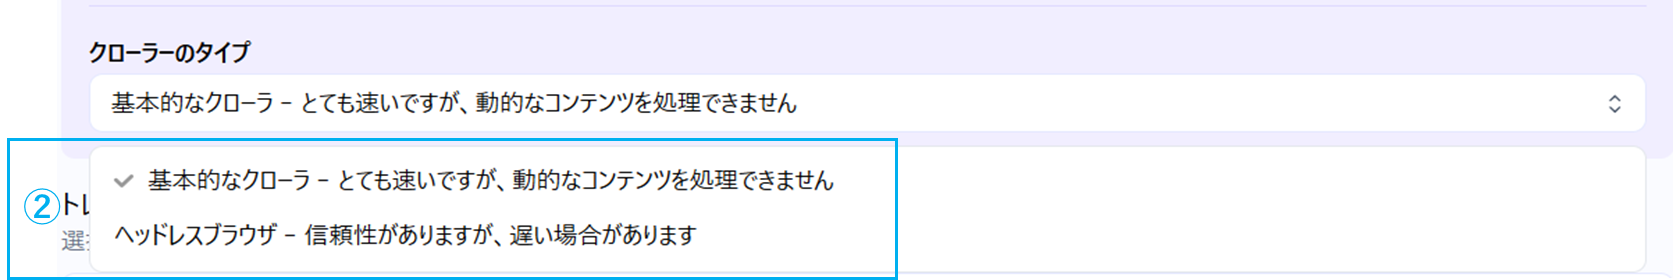 クローラーのタイプ
基本的なクローラ - とても速いですが、動的なコンテンツを処理できません
基本的なクローラ - とても速いですが、動的なコンテンツを処理できません
②
ヘッドレスブラウザ - 信頼性がありますが、遅い場合があります